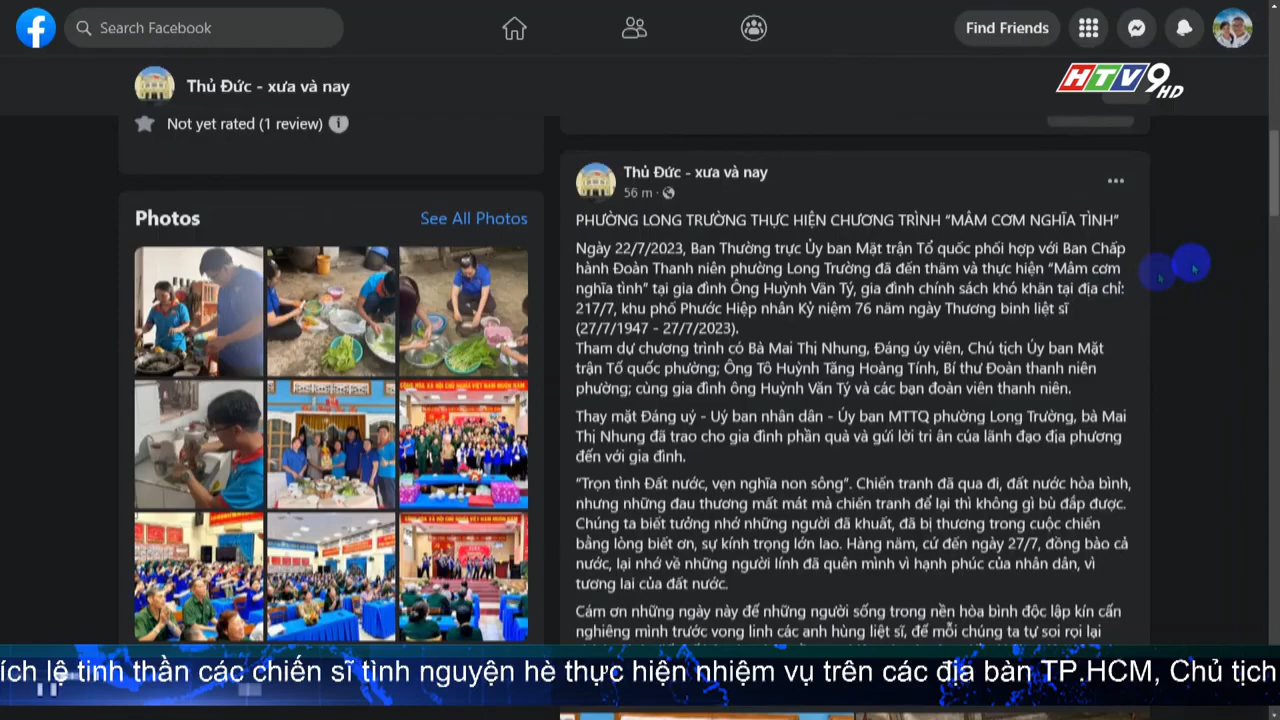 Search Facebook
Find Friends
HTV9 HD
Thủ Đức - xưa và nay
Not yet rated (1 review)
Photos
See All Photos
Thủ Đức - xưa và nay
56 m
PHƯỜNG LONG TRƯỜNG THỰC HIỆN CHƯƠNG TRÌNH “MÂM CƠM NGHĨA TÌNH”
Ngày 22/7/2023, Ban Thường trực Ủy ban Mặt trận Tổ quốc phối hợp với Ban Chấp
hành Đoàn Thanh niên phường Long Trường đã đến thăm và thực hiện “Mâm cơm
nghĩa tình” tại gia đình Ông Huỳnh Văn Tý, gia đình chính sách khó khăn tại địa chỉ:
217/7, khu phố Phước Hiệp nhân Kỷ niệm 76 năm ngày Thương binh liệt sĩ
(27/7/1947 - 27/7/2023).
Tham dự chương trình có Bà Mai Thị Nhung, Đảng ủy viên, Chủ tịch Ủy ban Mặt
trận Tổ quốc phường; Ông Tô Huỳnh Tăng Hoàng Tính, Bí thư Đoàn thanh niên
phường; cùng gia đình ông Huỳnh Văn Tý và các bạn đoàn viên thanh niên.
Thay mặt Đảng uỷ - Uỷ ban nhân dân - Ủy ban MTTQ phường Long Trường, bà Mai
Thị Nhung đã trao cho gia đình phần quà và gửi lời tri ân của lãnh đạo địa phương
đến với gia đình.
“Trọn tình Đất nước, vẹn nghĩa non sông”. Chiến tranh đã qua đi, đất nước hòa bình,
nhưng những đau thương mất mát mà chiến tranh để lại thì không gì bù đắp được.
Chúng ta biết tưởng nhớ những người đã khuất, đã bị thương trong cuộc chiến
bằng lòng biết ơn, sự kính trọng lớn lao. Hàng năm, cứ đến ngày 27/7, đồng bào cả
nước, lại nhớ về những người lính đã quên mình vì hạnh phúc của nhân dân, vì
tương lai của đất nước.
Cảm ơn những ngày này để những người sống trong nền hòa bình độc lập kín cẩn
nghiêng mình trước vong linh các anh hùng liệt sĩ, để mỗi chúng ta tự soi rọi lại
ích lệ tinh thần các chiến sĩ tình nguyện hè thực hiện nhiệm vụ trên các địa bàn TP.HCM, Chủ tịch